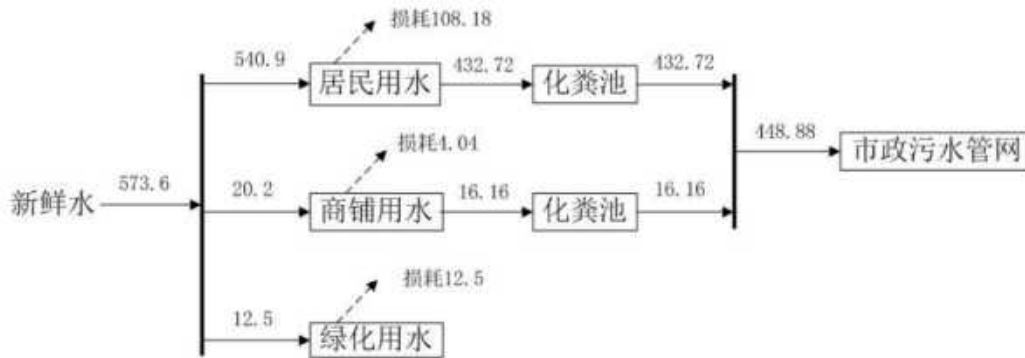 损耗108.18
540.9
居民用水
432.72
化粪池
432.72
448.88
市政污水管网
损耗4.04
新鲜水
573.6
20.2
商铺用水
16.16
化粪池
16.16
损耗12.5
12.5
绿化用水